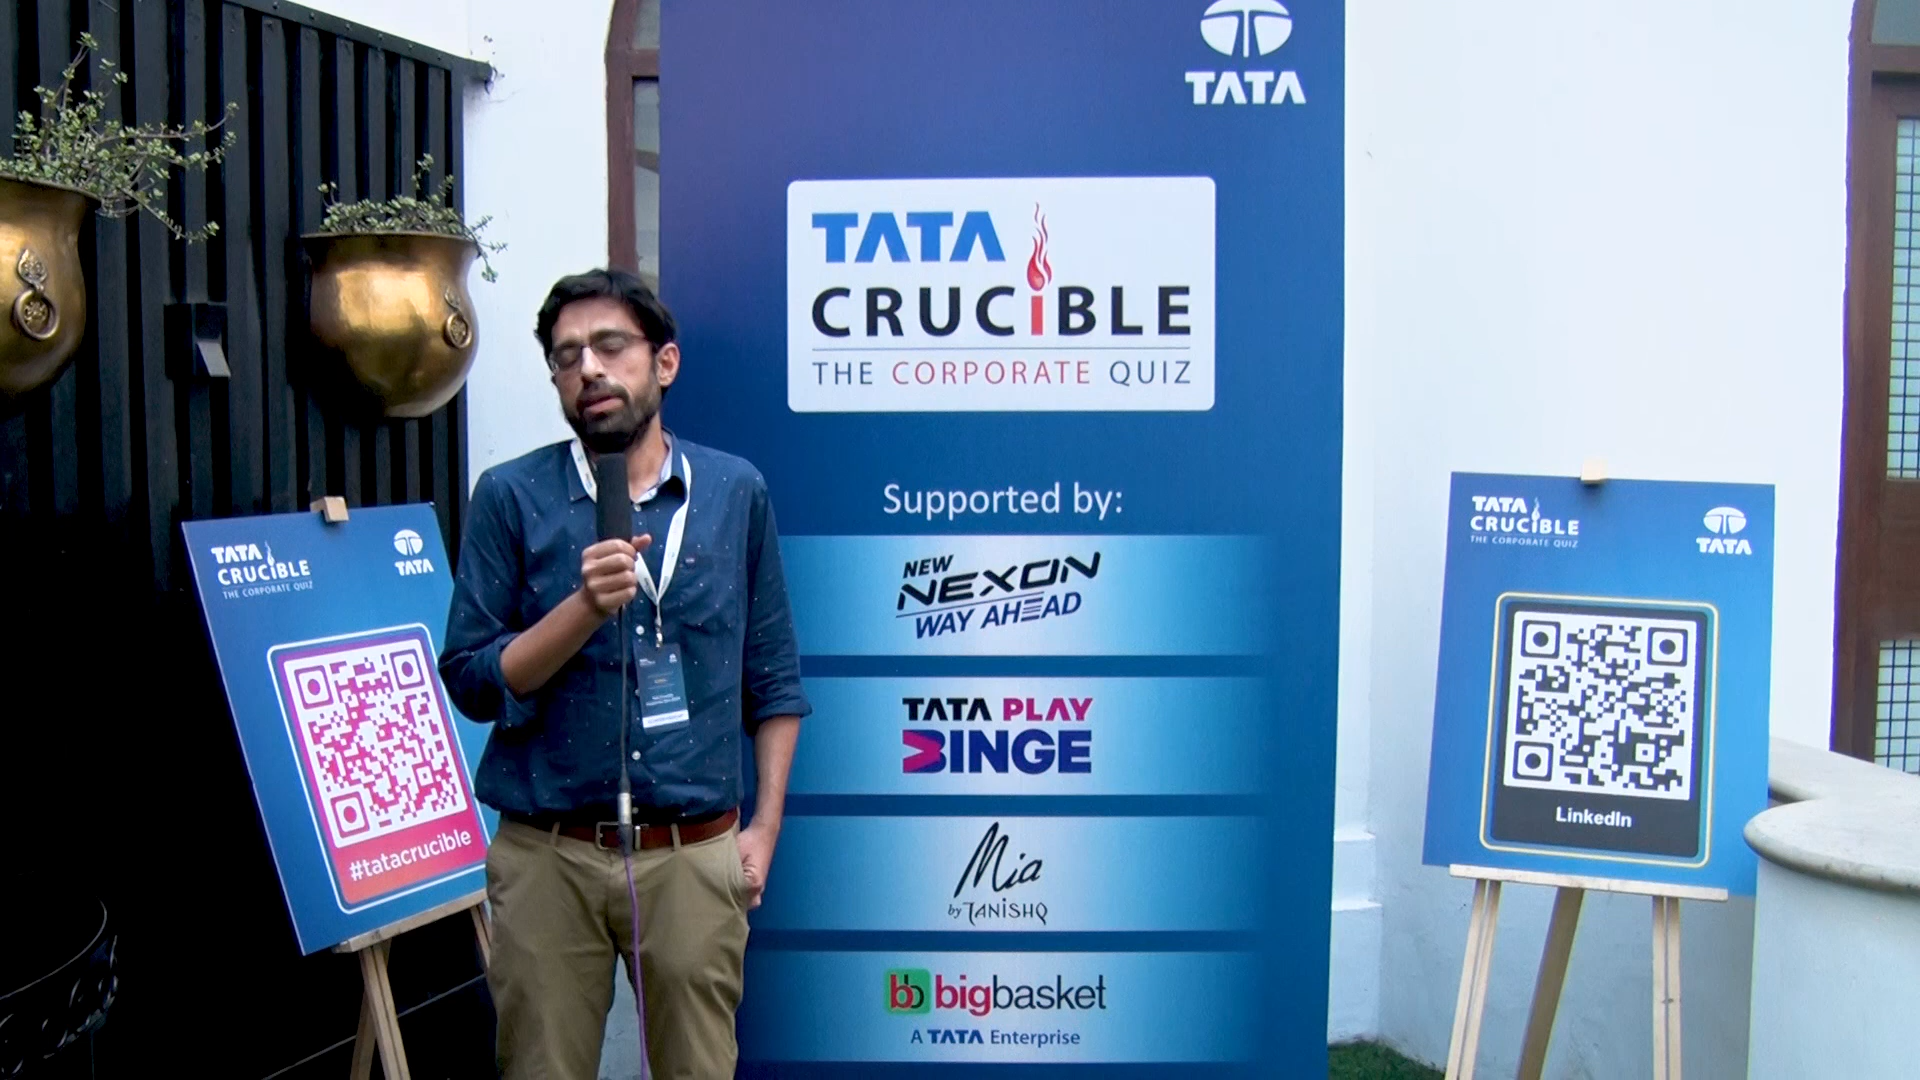 TATA
TATA
CRUCIBLE
THE CORPORATE QUIZ
Supported by:
NEW
NEXON
WAY AHEAD
TATA PLAY
BINGE
Mia
by TANISHQ
bb bigbasket
A TATA Enterprise
TATA
CRUCIBLE
THE CORPORATE QUIZ
TATA
#tatacrucible
TATA
CRUCIBLE
THE CORPORATE QUIZ
TATA
LinkedIn